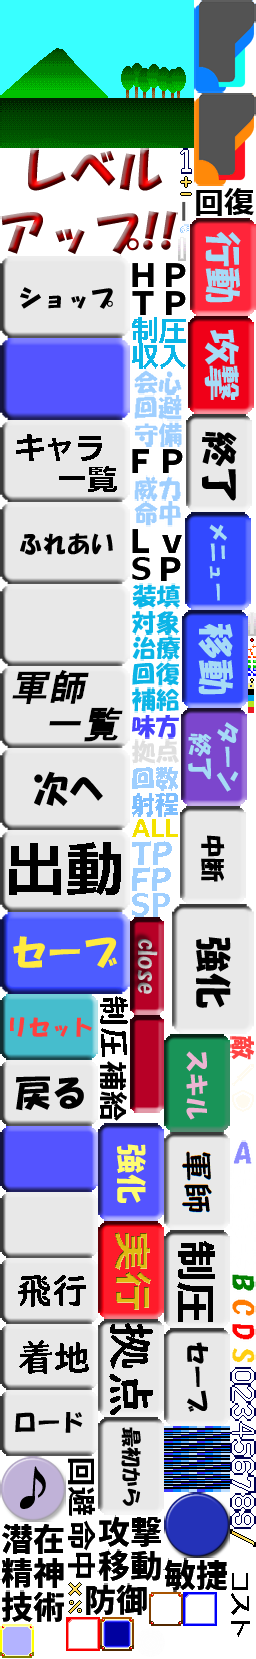 レベル
アップ!!
1
+
-
回復
行動
攻撃
終了
メニュー
移動
ターン
終了
中断
強化
スキル
敵
軍師
制圧
セーブ
ショップ
キャラ
一覧
ふれあい
軍師
一覧
次へ
出動
セーブ
リセット
戻る
飛行
着地
ロード
♪
HP
TP
制圧
収入
会心
回避
守備
FP
威力
命中
Lv
SP
装填
対象
治療
回復
補給
味方
拠点
回数
射程
ALL
TP
FP
SP
close
制圧
補給
強化
実行
拠点
最初から
A
B
C
D
S
0123456789/
回避
命中
×
%
潜在
精神
技術
攻撃
移動
防御
敏捷
コスト